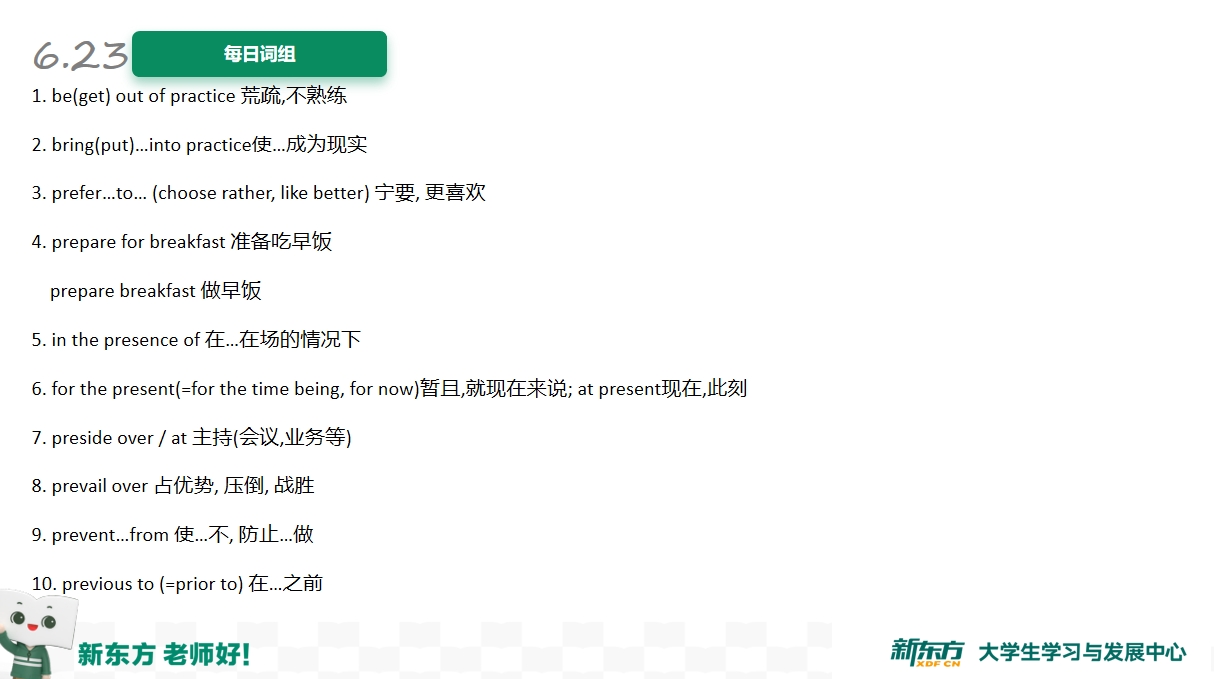 6.23 每日词组
1. be(get) out of practice 荒疏,不熟练
2. bring(put)...into practice使...成为现实
3. prefer...to... (choose rather, like better) 宁要, 更喜欢
4. prepare for breakfast 准备吃早饭
prepare breakfast 做早饭
5. in the presence of 在...在场的情况下
6. for the present(=for the time being, for now)暂且,就现在来说; at present现在,此刻
7. preside over / at 主持(会议,业务等)
8. prevail over 占优势, 压倒, 战胜
9. prevent...from 使...不, 防止...做
10. previous to (=prior to) 在...之前
新东方 老师好!
新东方 XDF.CN 大学生学习与发展中心